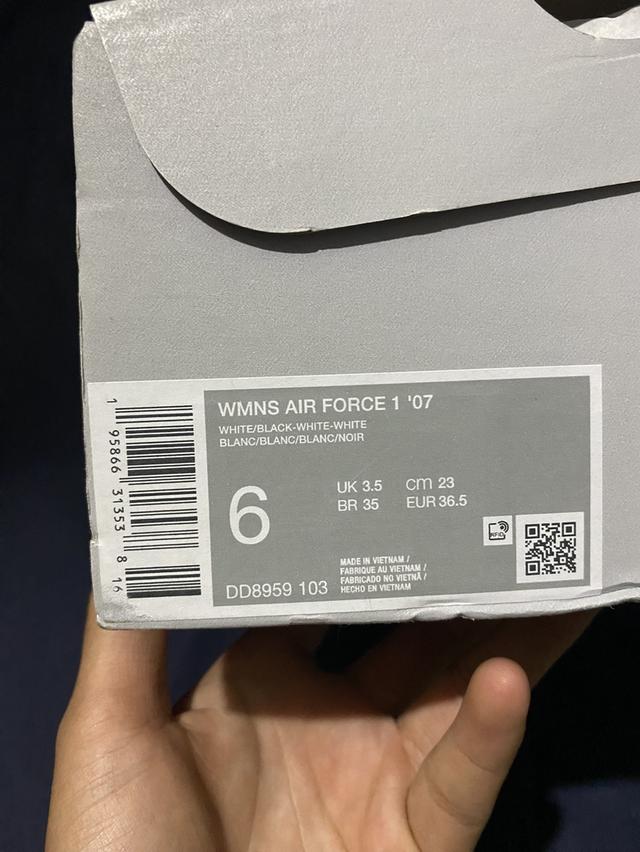 WMNS AIR FORCE 1 '07
WHITE/BLACK-WHITE-WHITE
BLANC/BLANC/BLANC/NOIR
6
UK 3.5 CM 23
BR 35 EUR 36.5
RFID
MADE IN VIETNAM /
FABRIQUE AU VIETNAM /
FABRICADO NO VIETNÃ /
HECHO EN VIETNAM
DD8959 103
1 95866 31353 8 16